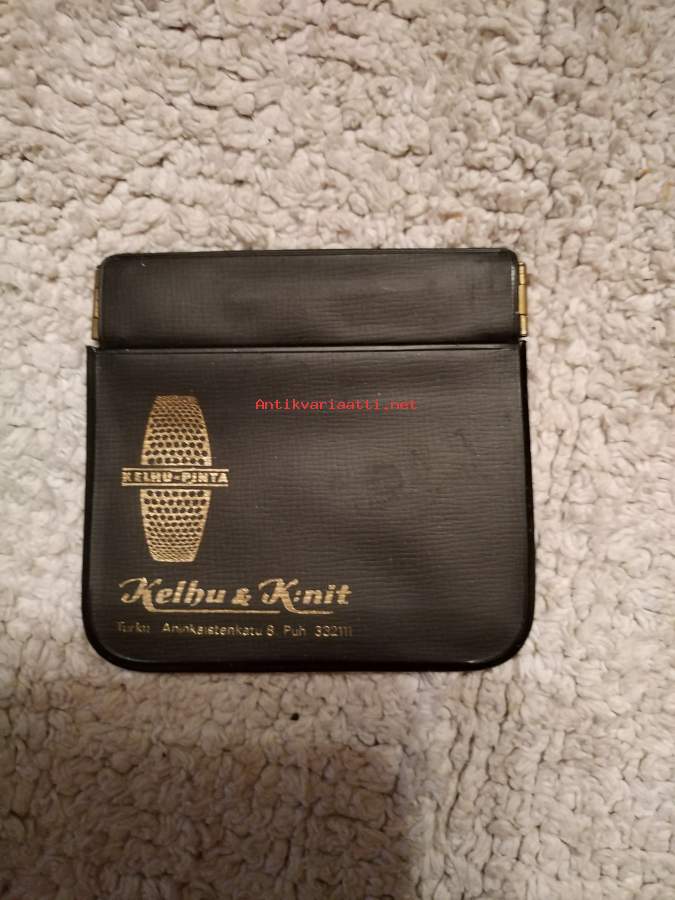 Antikvariaatti.net
KELHU-PINTA
Kelhu & K:nit
Turku Aninkaistenkatu 8 Puh 332111